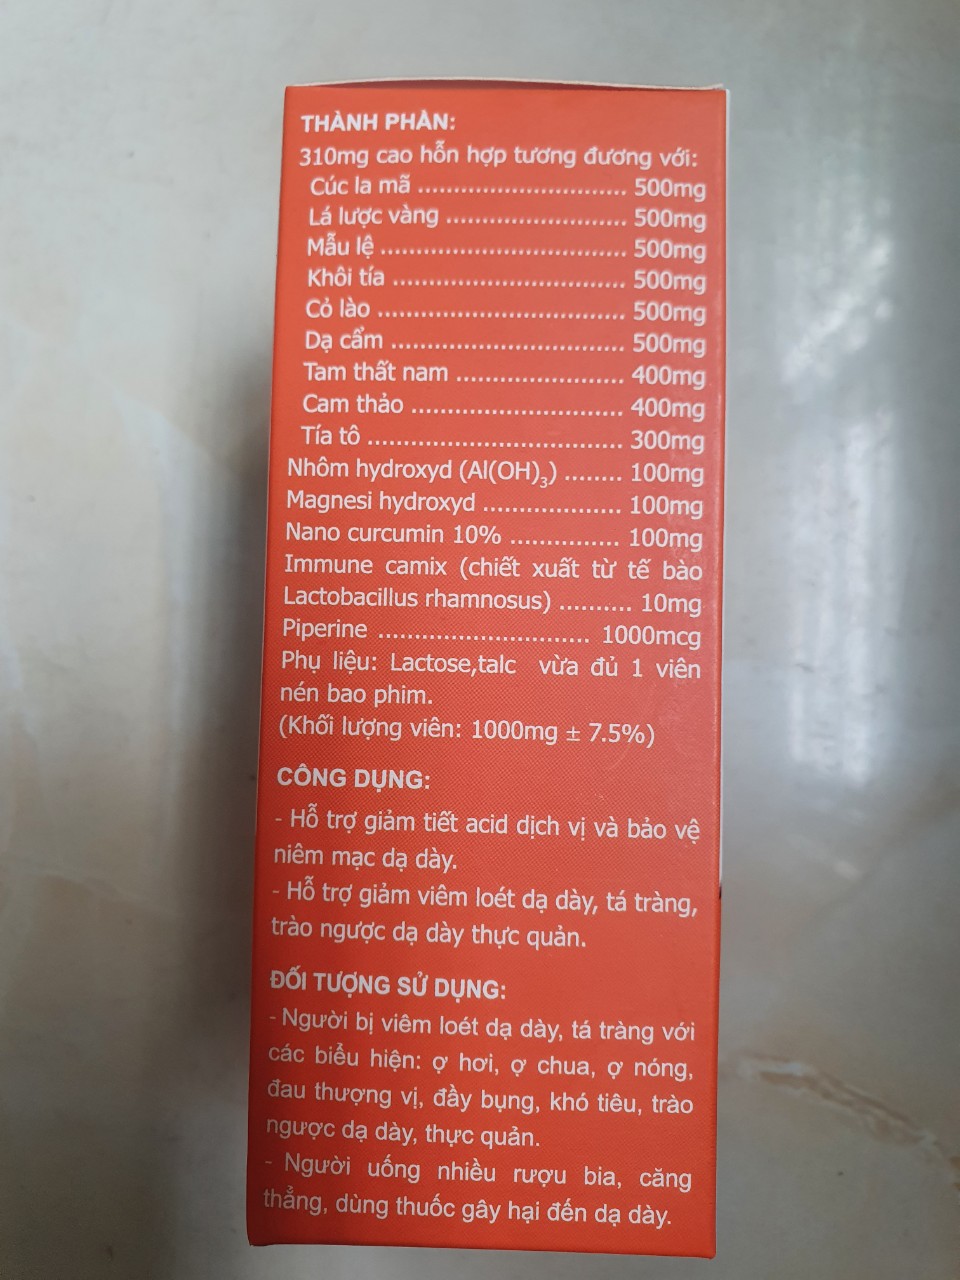 THÀNH PHẦN:
310mg cao hỗn hợp tương đương với:
Cúc la mã ............................. 500mg
Lá lược vàng ......................... 500mg
Mẫu lệ .................................. 500mg
Khôi tía ................................ 500mg
Cỏ lào .................................. 500mg
Dạ cẩm ................................ 500mg
Tam thất nam ....................... 400mg
Cam thảo ............................. 400mg
Tía tô ................................... 300mg
Nhôm hydroxyd (Al(OH)₃) ........ 100mg
Magnesi hydroxyd ................... 100mg
Nano curcumin 10% ............... 100mg
Immune camix (chiết xuất từ tế bào
Lactobacillus rhamnosus) .......... 10mg
Piperine ............................. 1000mcg
Phụ liệu: Lactose,talc vừa đủ 1 viên
nén bao phim.
(Khối lượng viên: 1000mg ± 7.5%)
CÔNG DỤNG:
- Hỗ trợ giảm tiết acid dịch vị và bảo vệ
niêm mạc dạ dày.
- Hỗ trợ giảm viêm loét dạ dày, tá tràng,
trào ngược dạ dày thực quản.
ĐỐI TƯỢNG SỬ DỤNG:
- Người bị viêm loét dạ dày, tá tràng với
các biểu hiện: ợ hơi, ợ chua, ợ nóng,
đau thượng vị, đầy bụng, khó tiêu, trào
ngược dạ dày, thực quản.
- Người uống nhiều rượu bia, căng
thẳng, dùng thuốc gây hại đến dạ dày.